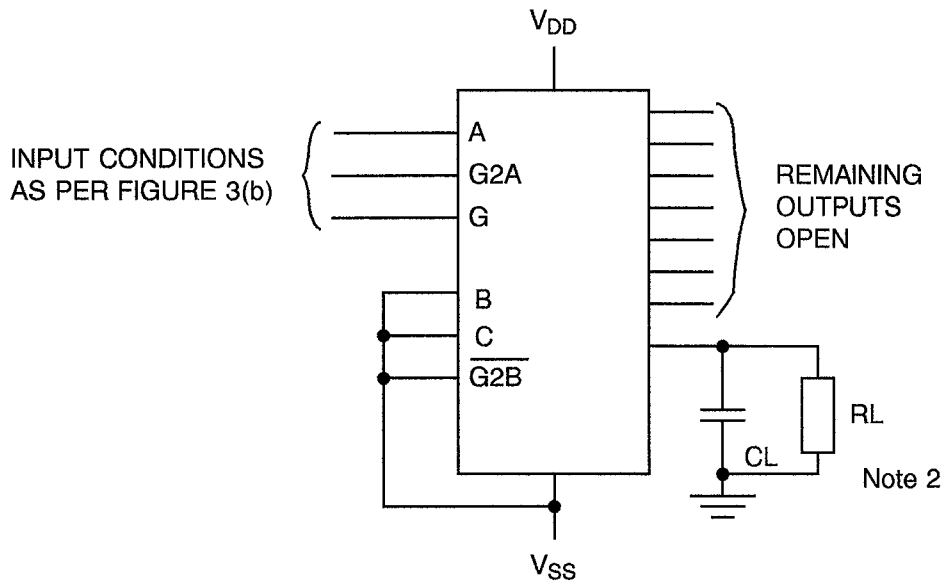 VDD
INPUT CONDITIONS
AS PER FIGURE 3(b)
A
G2A
G
B
C
G2B
REMAINING
OUTPUTS
OPEN
CL
RL
Note 2
VSS